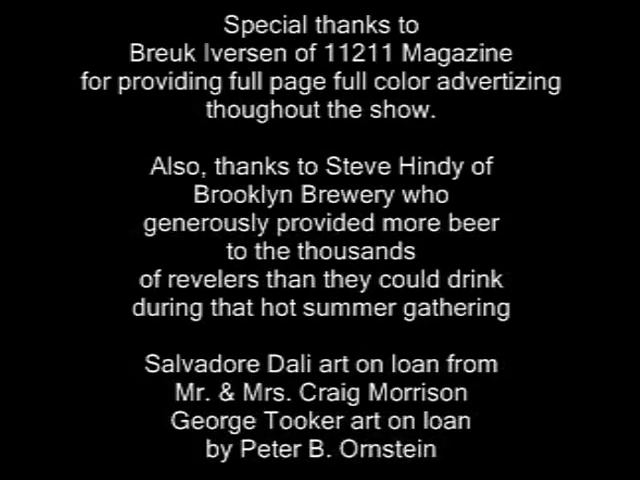 Special thanks to
Breuk Iversen of 11211 Magazine
for providing full page full color advertizing
thoughout the show.
Also, thanks to Steve Hindy of
Brooklyn Brewery who
generously provided more beer
to the thousands
of revelers than they could drink
during that hot summer gathering
Salvadore Dali art on loan from
Mr. & Mrs. Craig Morrison
George Tooker art on loan
by Peter B. Ornstein